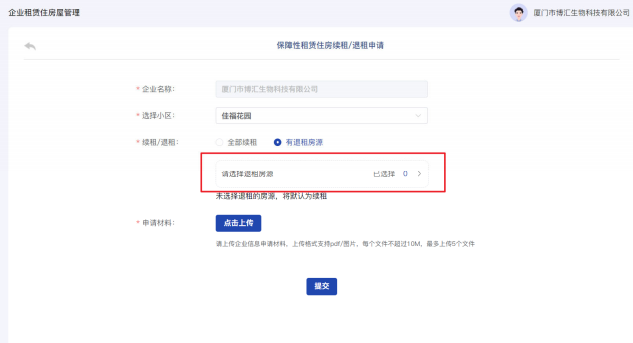 企业租赁住房屋管理
厦门市博汇生物科技有限公司
保障性租赁住房续租/退租申请
* 企业名称： 厦门市博汇生物科技有限公司
* 选择小区： 佳福花园
* 续租/退租： 全部续租 有退租房源
请选择退租房源 已选择 0 >
未选择退租的房源，将默认为续租
* 申请材料： 点击上传
请上传企业信息申请材料，上传格式支持pdf/图片，每个文件不超过10M，最多上传5个文件
提交